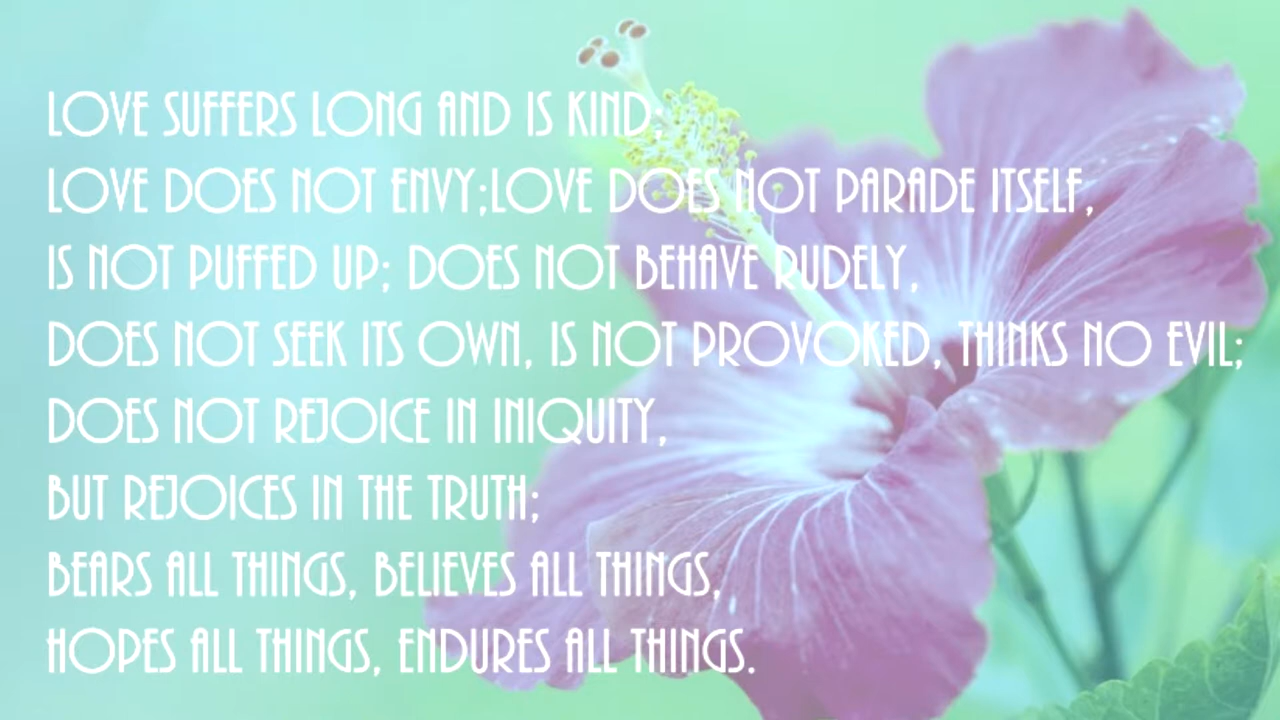 LOVE SUFFERS LONG AND IS KIND;
LOVE DOES NOT ENVY;LOVE DOES NOT PARADE ITSELF,
IS NOT PUFFED UP; DOES NOT BEHAVE RUDELY,
DOES NOT SEEK ITS OWN, IS NOT PROVOKED, THINKS NO EVIL;
DOES NOT REJOICE IN INIQUITY,
BUT REJOICES IN THE TRUTH;
BEARS ALL THINGS, BELIEVES ALL THINGS,
HOPES ALL THINGS, ENDURES ALL THINGS.